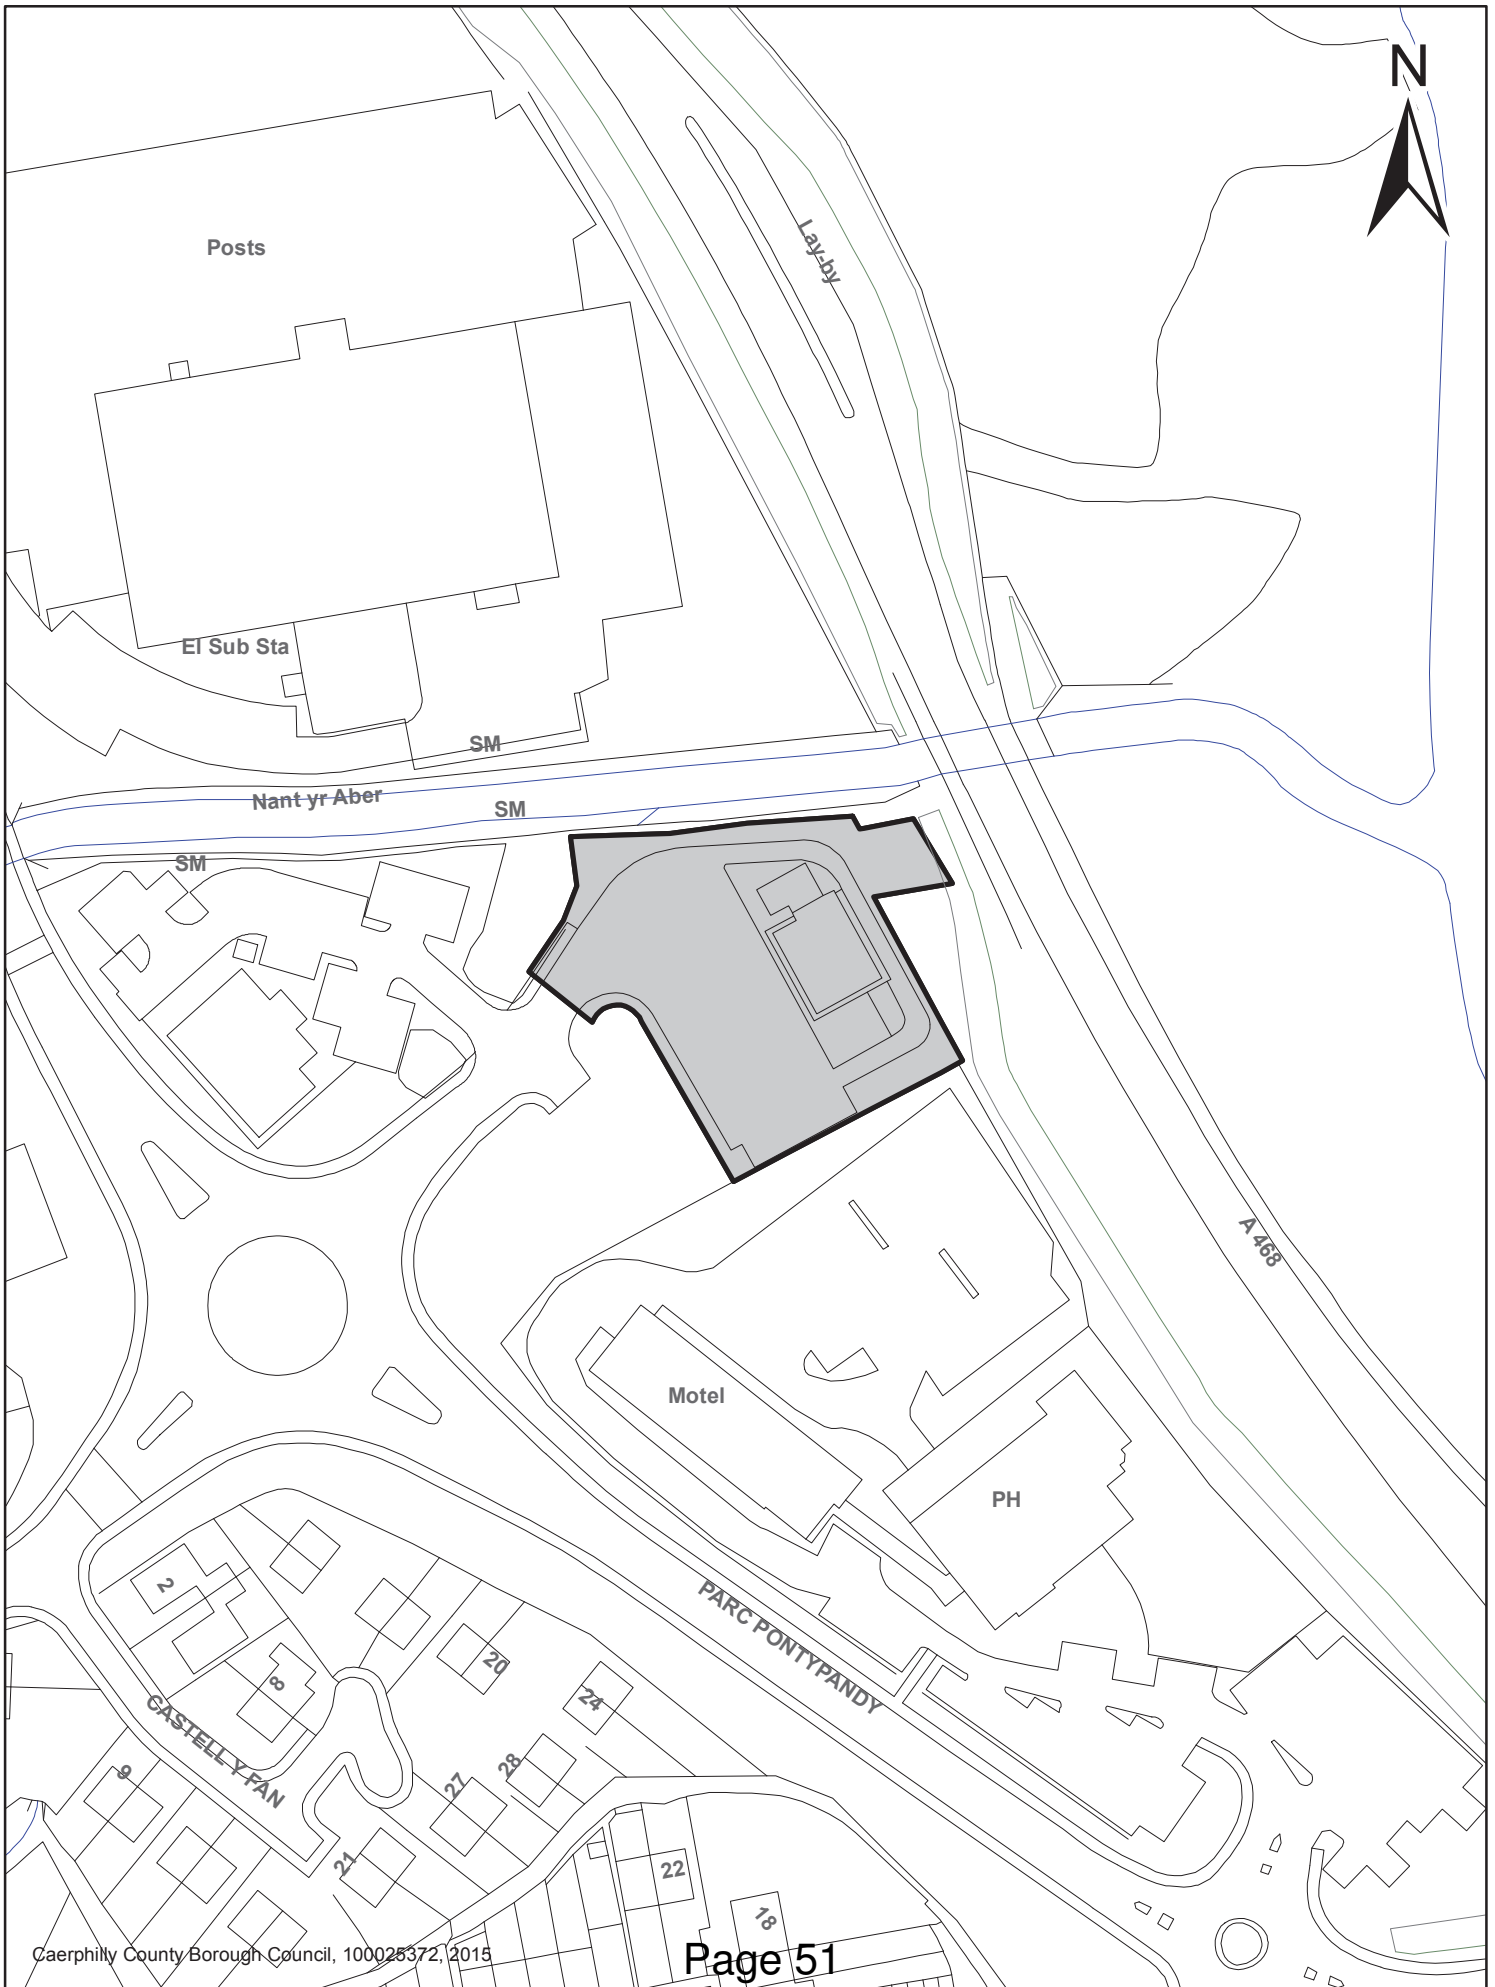 N
Lay-by
Posts
El Sub Sta
SM
Nant yr Aber
SM
SM
A 468
Motel
PH
2
PARC PONTYPANDY
20
8
24
CASTELL Y FAN
28
27
9
21
22
18
Caerphilly County Borough Council, 100025372, 2015
Page 51